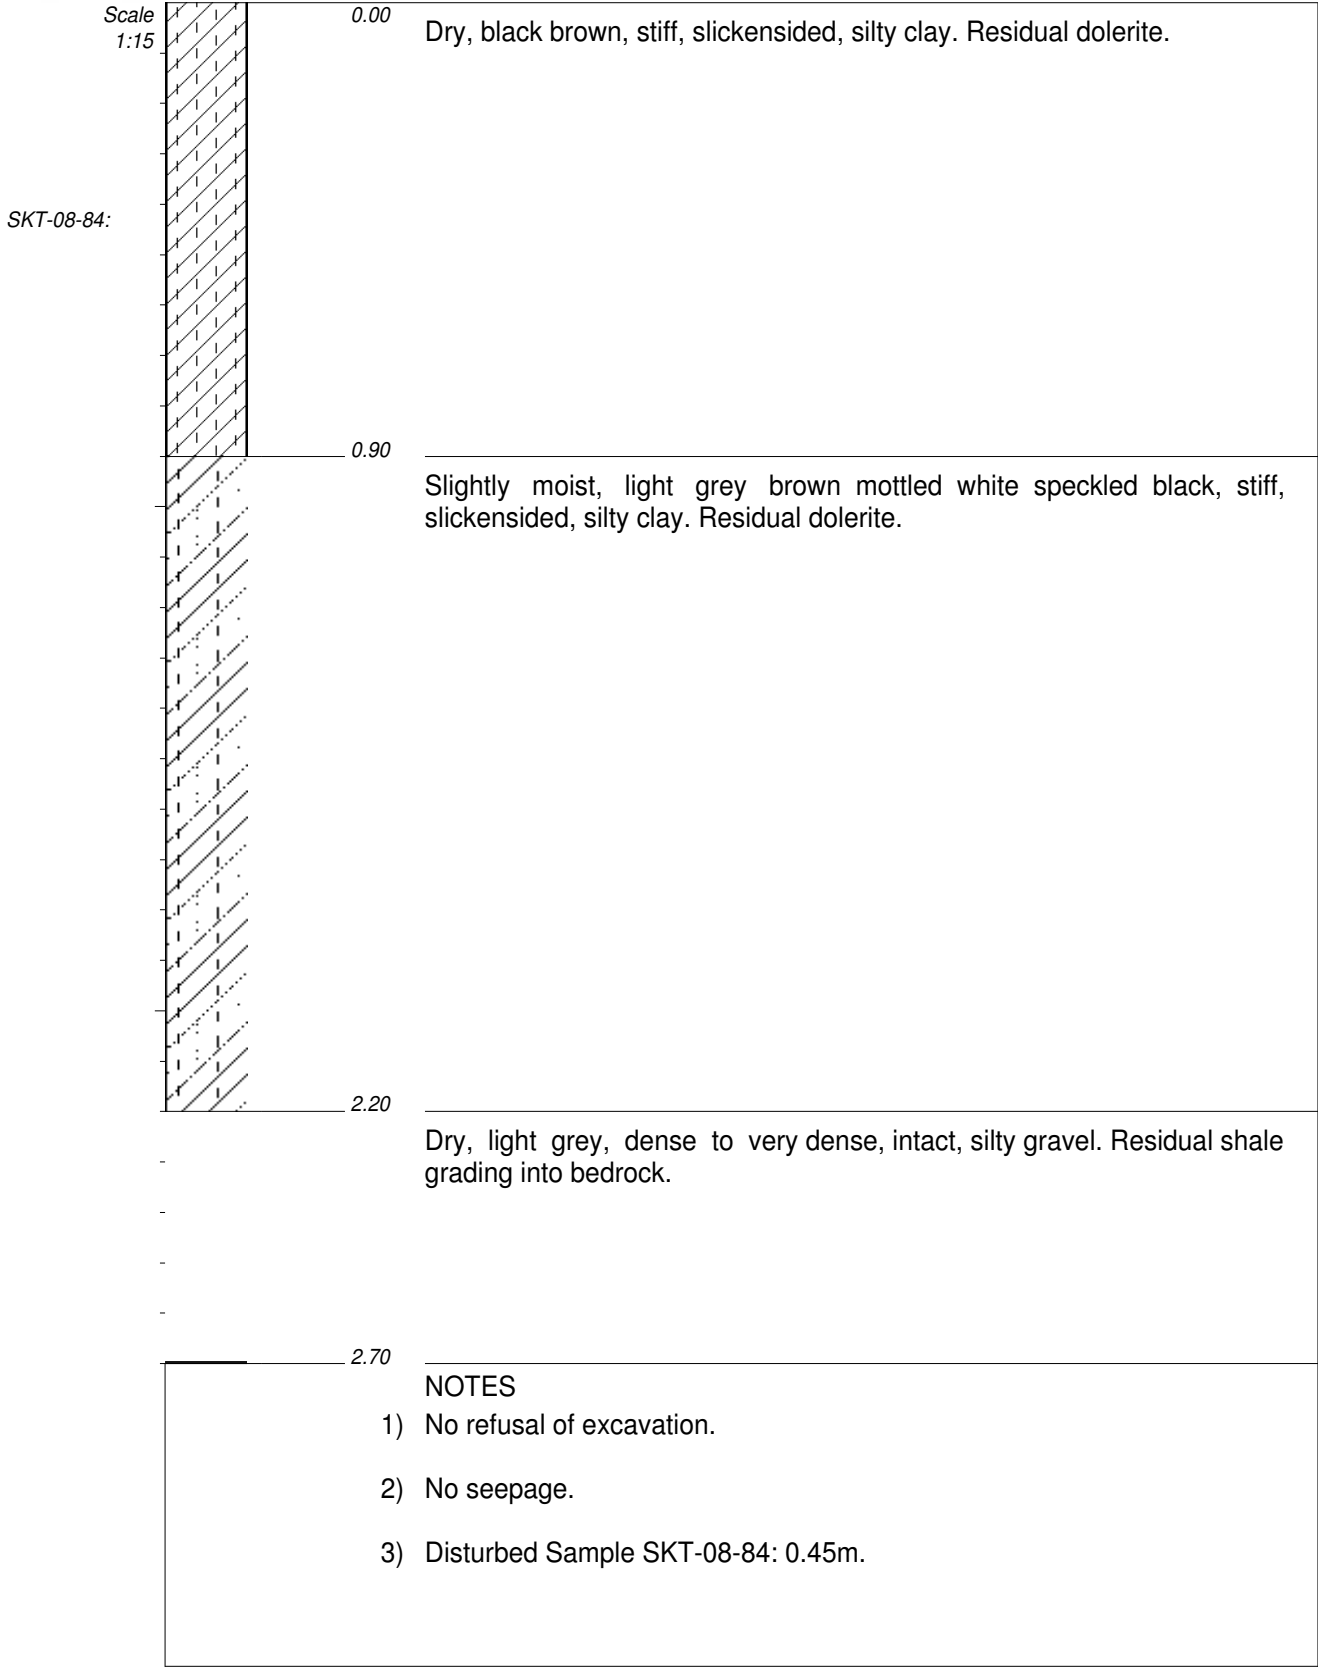 Scale
1:15
0.00
Dry, black brown, stiff, slickensided, silty clay. Residual dolerite.
SKT-08-84:
0.90
Slightly moist, light grey brown mottled white speckled black, stiff,
slickensided, silty clay. Residual dolerite.
2.20
Dry, light grey, dense to very dense, intact, silty gravel. Residual shale
grading into bedrock.
2.70
NOTES
1) No refusal of excavation.
2) No seepage.
3) Disturbed Sample SKT-08-84: 0.45m.